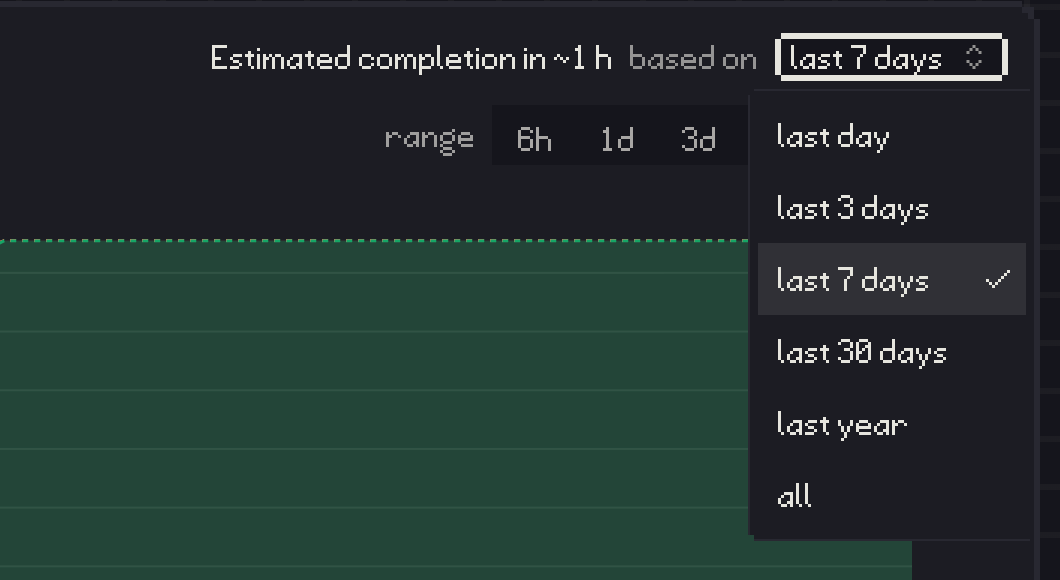 Estimated completion in ~1 h based on last 7 days
range 6h 1d 3d
last day
last 3 days
last 7 days
last 30 days
last year
all